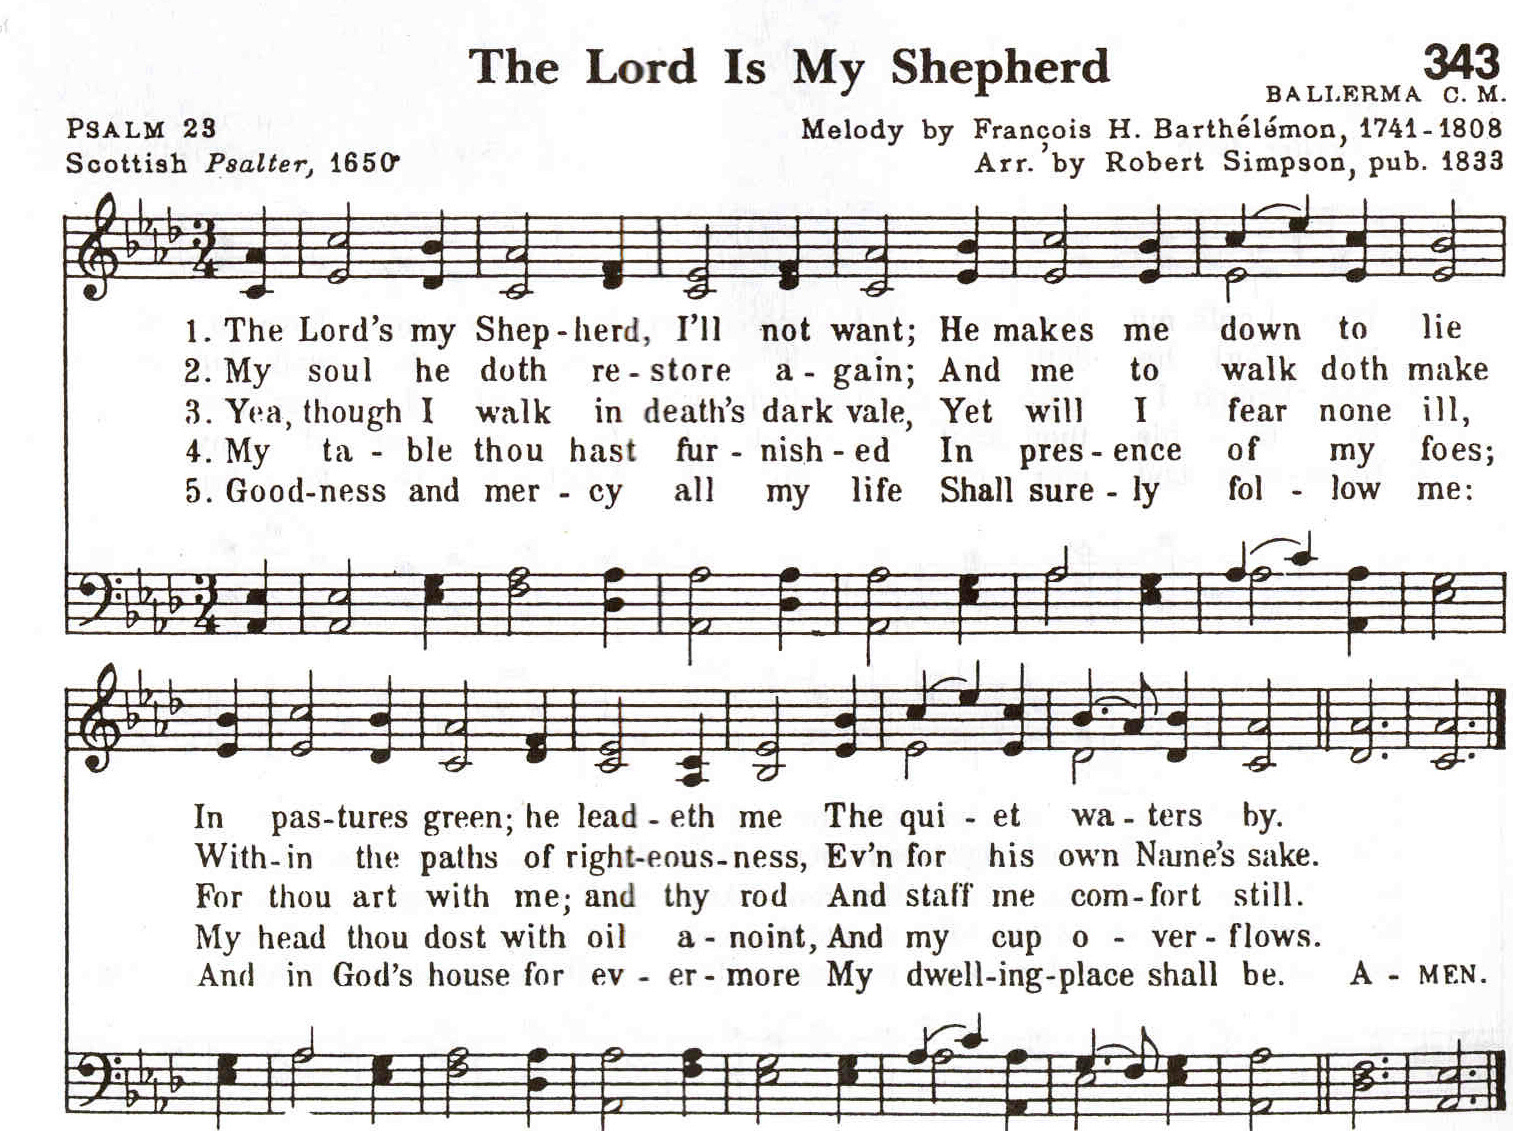 The Lord Is My Shepherd 343
BALLERMA C. M.
PSALM 23 Melody by François H. Barthélémon, 1741-1808
Scottish Psalter, 1650 Arr. by Robert Simpson, pub. 1833
1. The Lord's my Shep-herd, I'll not want; He makes me down to lie
2. My soul he doth re-store a-gain; And me to walk doth make
3. Yea, though I walk in death's dark vale, Yet will I fear none ill,
4. My ta-ble thou hast fur-nish-ed In pres-ence of my foes;
5. Good-ness and mer-cy all my life Shall sure-ly fol-low me:
In pas-tures green; he lead-eth me The qui-et wa-ters by.
With-in the paths of right-eous-ness, Ev'n for his own Name's sake.
For thou art with me; and thy rod And staff me com-fort still.
My head thou dost with oil a-noint, And my cup o-ver-flows.
And in God's house for ev-er-more My dwell-ing-place shall be. A-MEN.